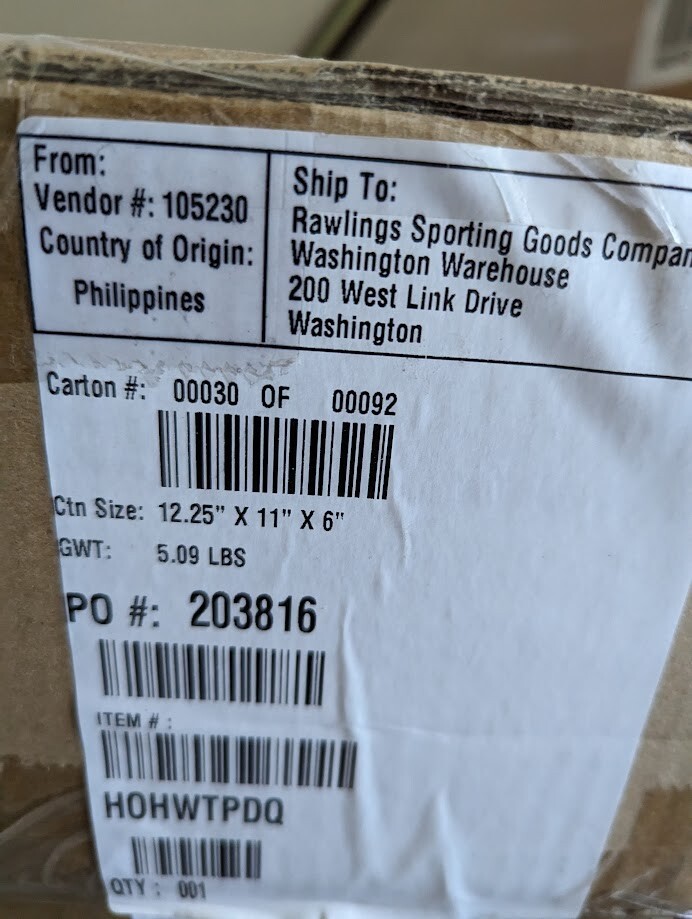 From:
Vendor #: 105230
Country of Origin:
Philippines
Ship To:
Rawlings Sporting Goods Compan
Washington Warehouse
200 West Link Drive
Washington
Carton #: 00030 OF 00092
Ctn Size: 12.25" X 11" X 6"
GWT: 5.09 LBS
PO #: 203816
ITEM # :
HOHWTPDQ
QTY : 001